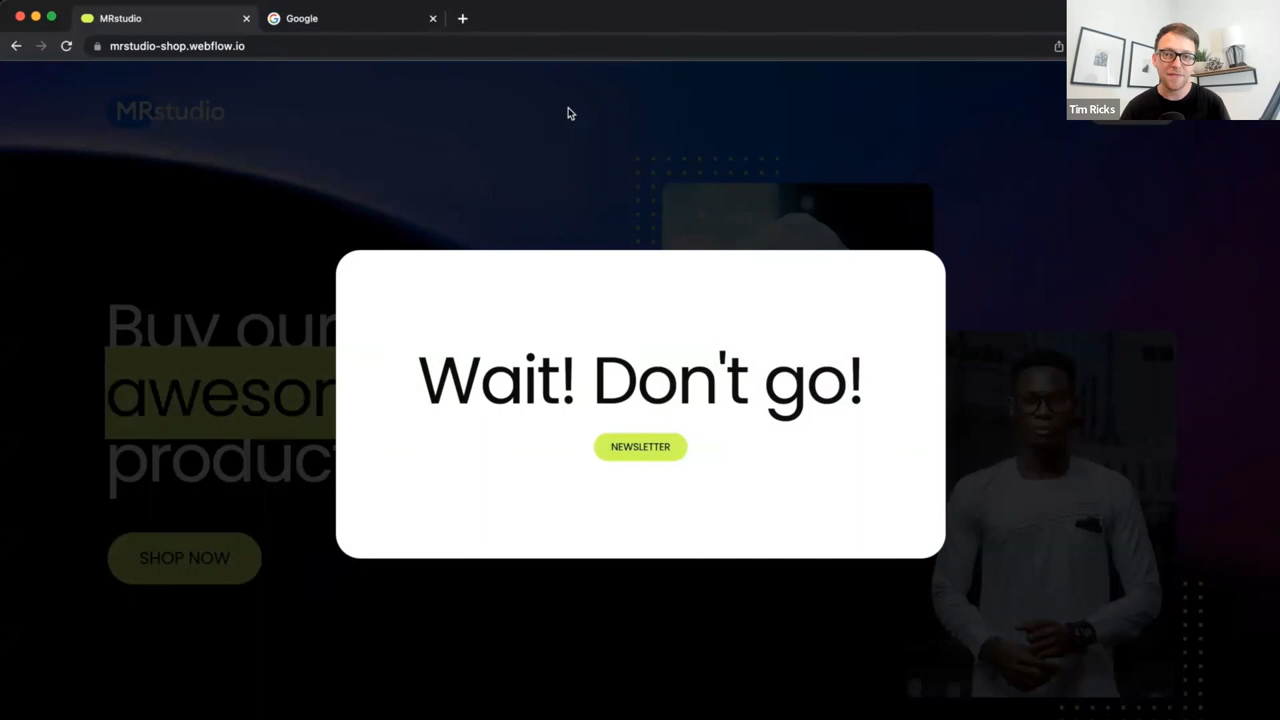 MRstudio
Google
mrstudio-shop.webflow.io
Tim Ricks
MRstudio
Buy our
awesom
product
Wait! Don't go!
NEWSLETTER
SHOP NOW